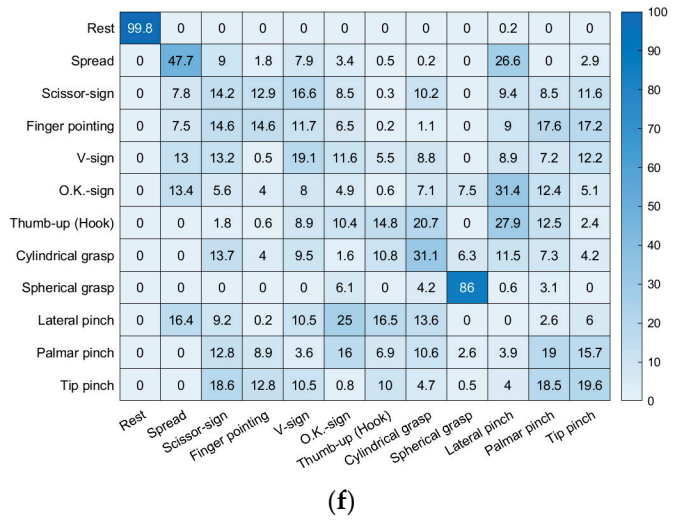 Rest 99.8 0 0 0 0 0 0 0 0 0.2 0 0 100
Spread 0 47.7 9 1.8 7.9 3.4 0.5 0.2 0 26.6 0 2.9 90
Scissor-sign 0 7.8 14.2 12.9 16.6 8.5 0.3 10.2 0 9.4 8.5 11.6 80
Finger pointing 0 7.5 14.6 14.6 11.7 6.5 0.2 1.1 0 9 17.6 17.2 70
V-sign 0 13 13.2 0.5 19.1 11.6 5.5 8.8 0 8.9 7.2 12.2 60
O.K.-sign 0 13.4 5.6 4 8 4.9 0.6 7.1 7.5 31.4 12.4 5.1 50
Thumb-up (Hook) 0 0 1.8 0.6 8.9 10.4 14.8 20.7 0 27.9 12.5 2.4 40
Cylindrical grasp 0 0 13.7 4 9.5 1.6 10.8 31.1 6.3 11.5 7.3 4.2 30
Spherical grasp 0 0 0 0 0 6.1 0 4.2 86 0.6 3.1 0
Lateral pinch 0 16.4 9.2 0.2 10.5 25 16.5 13.6 0 0 2.6 6 20
Palmar pinch 0 0 12.8 8.9 3.6 16 6.9 10.6 2.6 3.9 19 15.7 10
Tip pinch 0 0 18.6 12.8 10.5 0.8 10 4.7 0.5 4 18.5 19.6 0
Rest Spread Scissor-sign Finger pointing V-sign O.K.-sign Thumb-up (Hook) Cylindrical grasp Spherical grasp Lateral pinch Palmar pinch Tip pinch
(f)